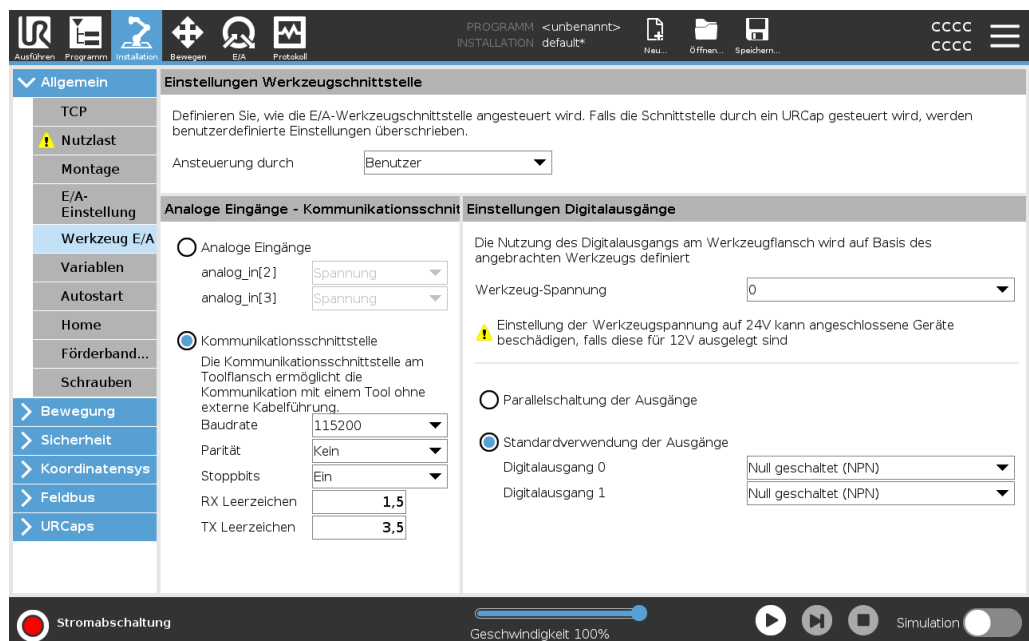 PROGRAMM <unbenannt>
INSTALLATION default*
Ausführen Programm Installation Bewegen E/A Protokoll
Neu... Öffnen... Speichern...
CCCC
CCCC
Allgemein
TCP
Nutzlast
Montage
E/A-
Einstellung
Werkzeug E/A
Variablen
Autostart
Home
Förderband...
Schrauben
Bewegung
Sicherheit
Koordinatensys
Feldbus
URCaps
Einstellungen Werkzeugschnittstelle
Definieren Sie, wie die E/A-Werkzeugschnittstelle angesteuert wird. Falls die Schnittstelle durch ein URCap gesteuert wird, werden
benutzerdefinierte Einstellungen überschrieben.
Ansteuerung durch Benutzer
Analoge Eingänge - Kommunikationsschnit
Analoge Eingänge
analog_in[2] Spannung
analog_in[3] Spannung
Kommunikationsschnittstelle
Die Kommunikationsschnittstelle am
Toolflansch ermöglicht die
Kommunikation mit einem Tool ohne
externe Kabelführung.
Baudrate 115200
Parität Kein
Stoppbits Ein
RX Leerzeichen 1,5
TX Leerzeichen 3,5
Einstellungen Digitalausgänge
Die Nutzung des Digitalausgangs am Werkzeugflansch wird auf Basis des
angebrachten Werkzeugs definiert
Werkzeug-Spannung 0
Einstellung der Werkzeugspannung auf 24V kann angeschlossene Geräte
beschädigen, falls diese für 12V ausgelegt sind
Parallelschaltung der Ausgänge
Standardverwendung der Ausgänge
Digitalausgang 0 Null geschaltet (NPN)
Digitalausgang 1 Null geschaltet (NPN)
Stromabschaltung
Geschwindigkeit 100%
Simulation